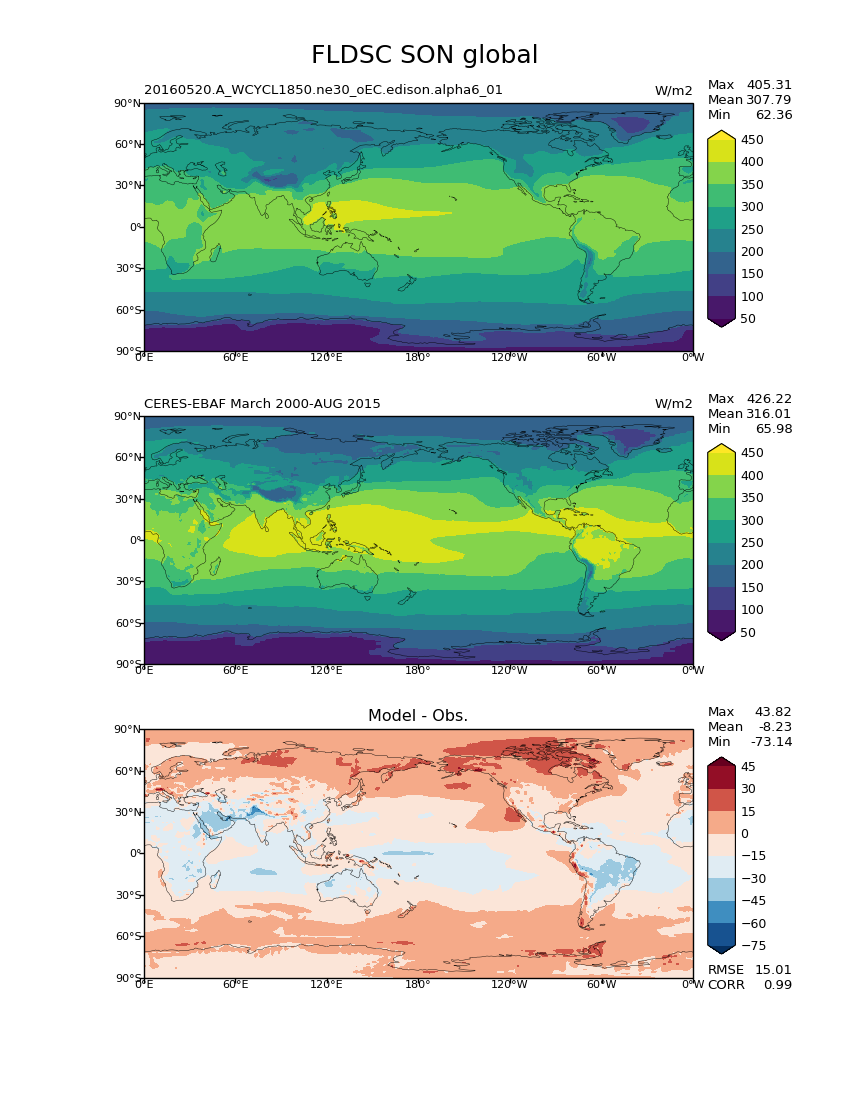 FLDSC SON global
20160520.A_WCYCL1850.ne30_oEC.edison.alpha6_01 W/m2
Max 405.31
Mean 307.79
Min 62.36
90°N
60°N
30°N
0°
30°S
60°S
90°S
0°E 60°E 120°E 180° 120°W 60°W 0°W
450
400
350
300
250
200
150
100
50
CERES-EBAF March 2000-AUG 2015 W/m2
Max 426.22
Mean 316.01
Min 65.98
90°N
60°N
30°N
0°
30°S
60°S
90°S
0°E 60°E 120°E 180° 120°W 60°W 0°W
450
400
350
300
250
200
150
100
50
Model - Obs.
Max 43.82
Mean -8.23
Min -73.14
90°N
60°N
30°N
0°
30°S
60°S
90°S
0°E 60°E 120°E 180° 120°W 60°W 0°W
45
30
15
0
−15
−30
−45
−60
−75
RMSE 15.01
CORR 0.99